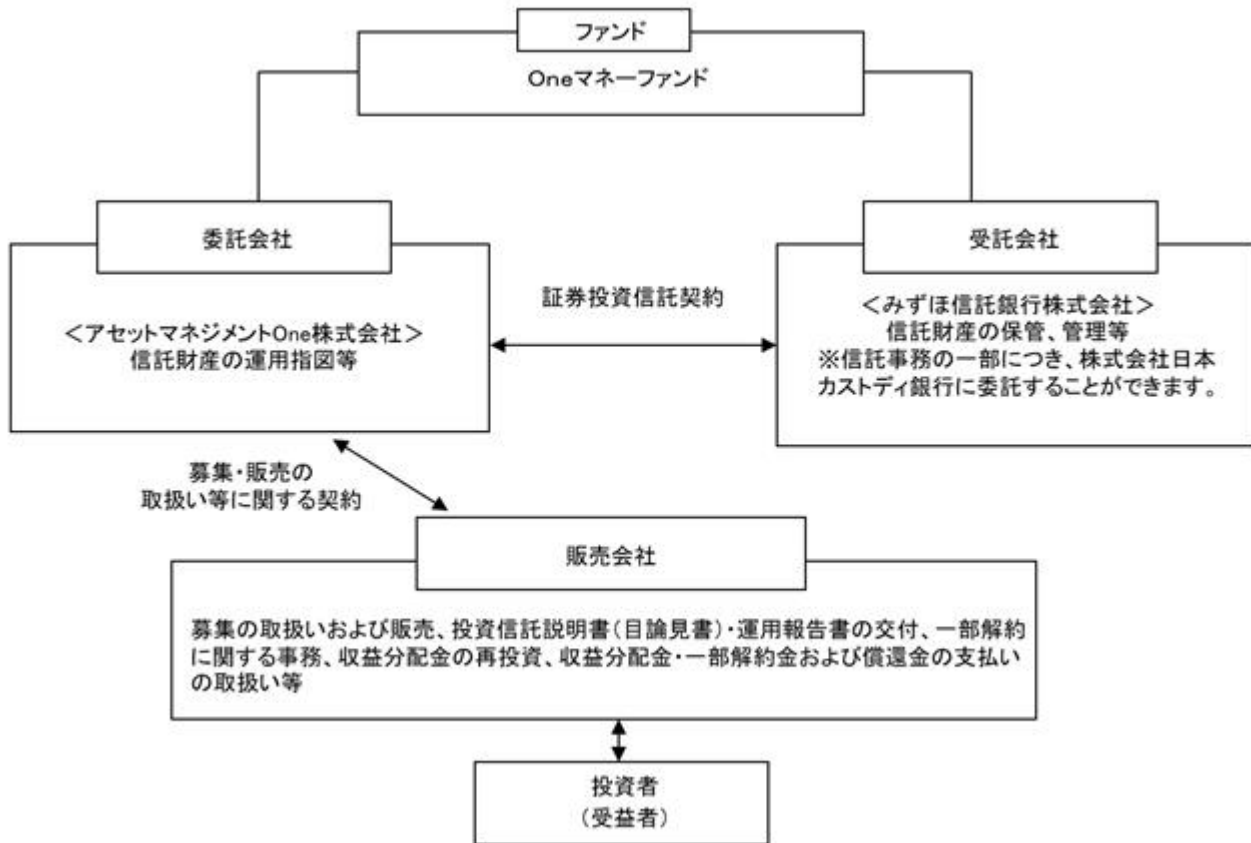 ファンド
Oneマネーファンド
委託会社
<アセットマネジメントOne株式会社>
信託財産の運用指図等
証券投資信託契約
受託会社
<みずほ信託銀行株式会社>
信託財産の保管、管理等
※信託事務の一部につき、株式会社日本
カストディ銀行に委託することができます。
募集・販売の
取扱い等に関する契約
販売会社
募集の取扱いおよび販売、投資信託説明書(目論見書)・運用報告書の交付、一部解約
に関する事務、収益分配金の再投資、収益分配金・一部解約金および償還金の支払い
の取扱い等
投資者
(受益者)